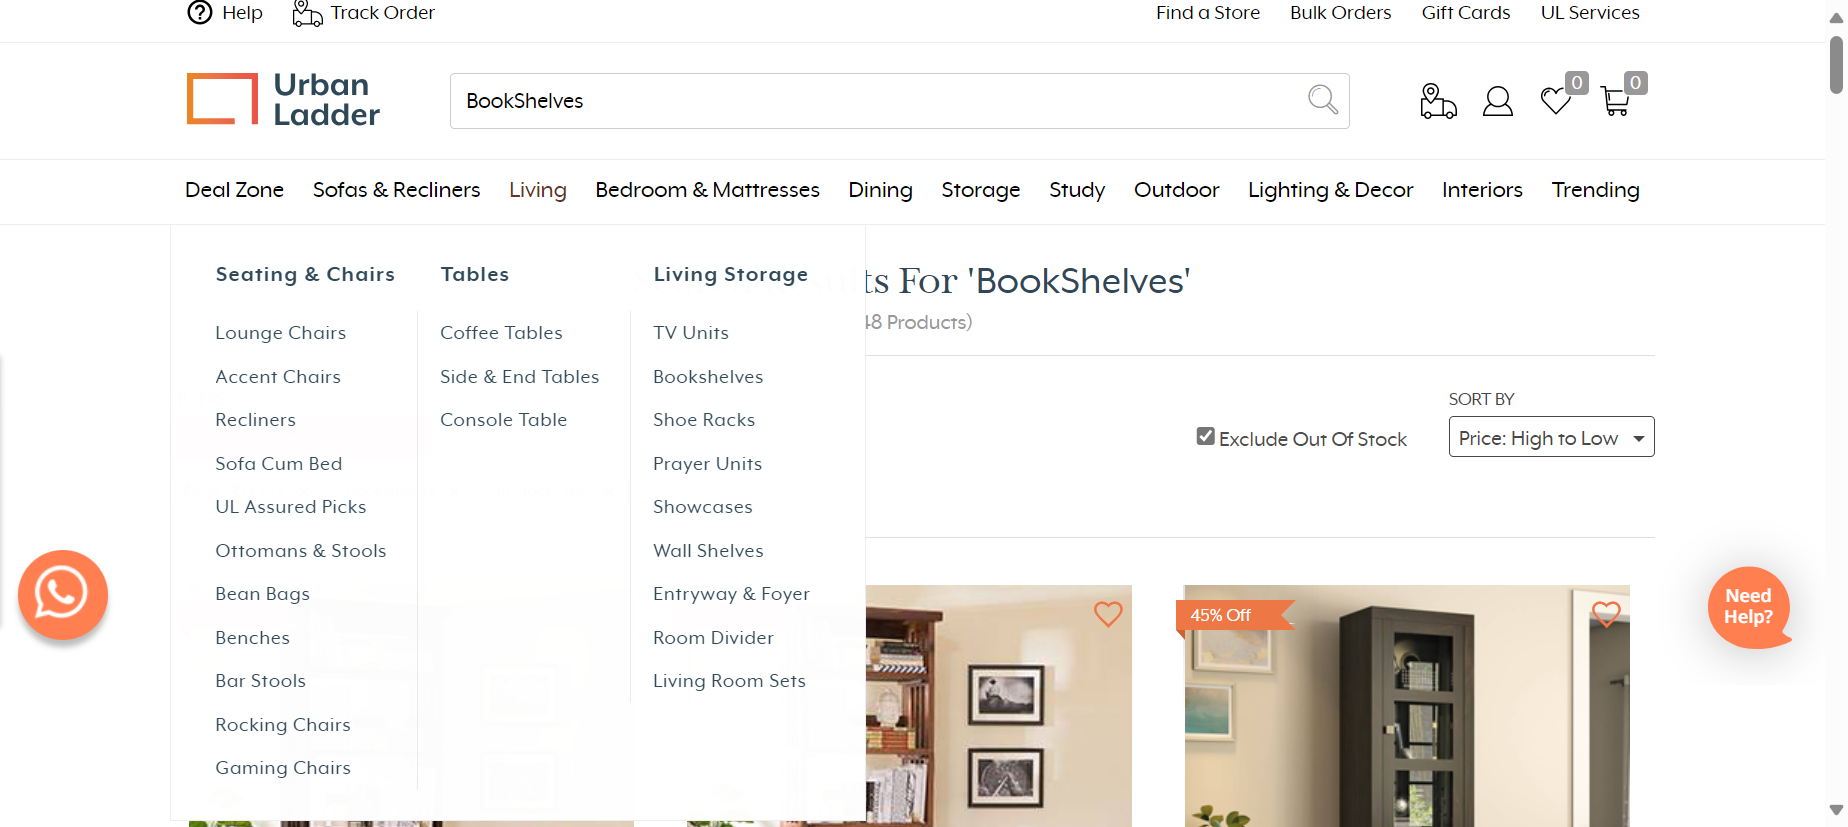 Help
Track Order
Find a Store
Bulk Orders
Gift Cards
UL Services
Urban
Ladder
BookShelves
0
0
Deal Zone
Sofas & Recliners
Living
Bedroom & Mattresses
Dining
Storage
Study
Outdoor
Lighting & Decor
Interiors
Trending
Seating & Chairs
Lounge Chairs
Accent Chairs
Recliners
Sofa Cum Bed
UL Assured Picks
Ottomans & Stools
Bean Bags
Benches
Bar Stools
Rocking Chairs
Gaming Chairs
Tables
Coffee Tables
Side & End Tables
Console Table
Living Storage
TV Units
Bookshelves
Shoe Racks
Prayer Units
Showcases
Wall Shelves
Entryway & Foyer
Room Divider
Living Room Sets
ts For 'BookShelves'
48 Products)
Exclude Out Of Stock
SORT BY
Price: High to Low
45% Off
Need
Help?